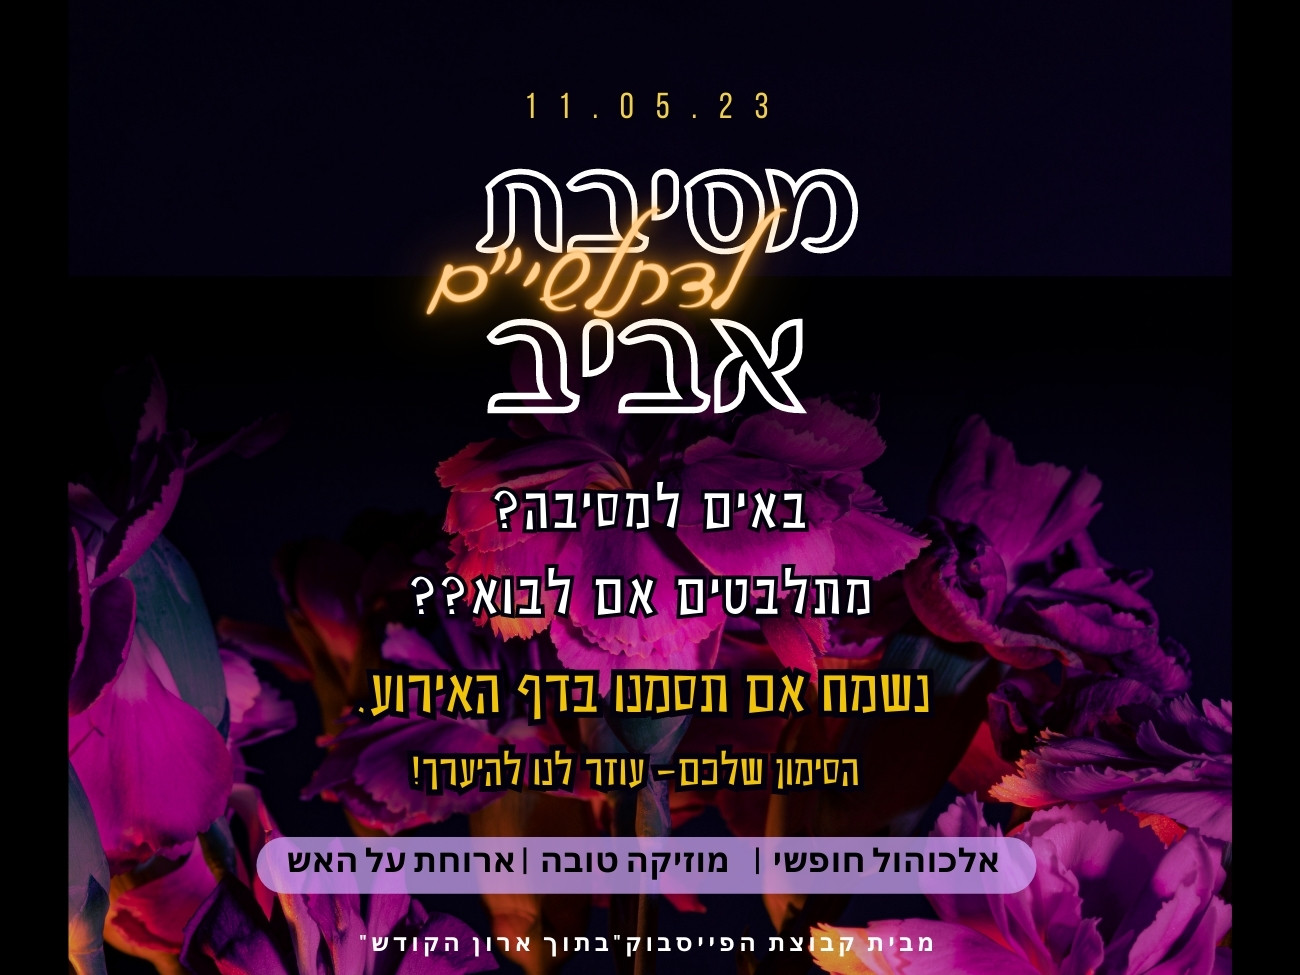 11.05.23
מסיבת
לדתלשי"ם
אביב
באים למסיבה?
מתלבטים אם לבוא??
נשמח אם תסמנו בדף האירוע.
הסימון שלכם- עוזר לנו להיערך!
אלכוהול חופשי | מוזיקה טובה |ארוחת על האש
מבית קבוצת הפייסבוק"בתוך ארון הקודש"